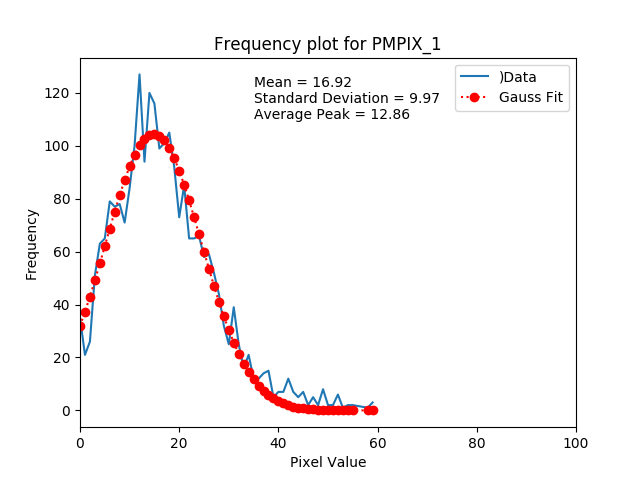 Frequency plot for PMPIX_1
Mean = 16.92
Standard Deviation = 9.97
Average Peak = 12.86
)Data
Gauss Fit
Frequency
120
100
80
60
40
20
0
0 20 40 60 80 100
Pixel Value